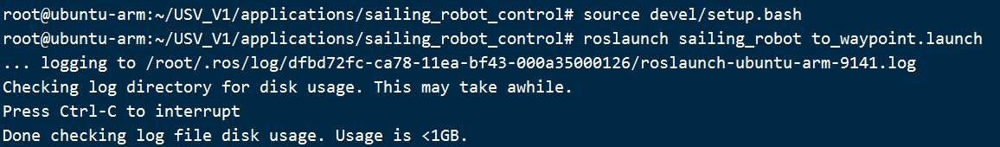 root@ubuntu-arm:~/USV_V1/applications/sailing_robot_control# source devel/setup.bash
root@ubuntu-arm:~/USV_V1/applications/sailing_robot_control# roslaunch sailing_robot to_waypoint.launch
... logging to /root/.ros/log/dfbd72fc-ca78-11ea-bf43-000a35000126/roslaunch-ubuntu-arm-9141.log
Checking log directory for disk usage. This may take awhile.
Press Ctrl-C to interrupt
Done checking log file disk usage. Usage is <1GB.